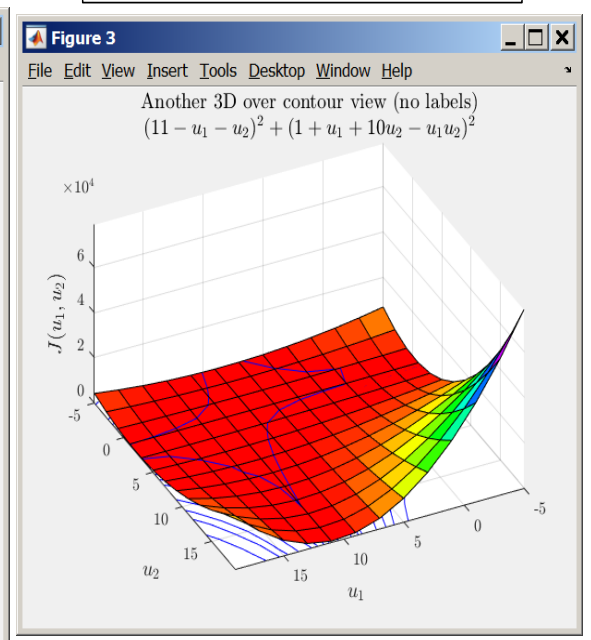 Figure 3
File Edit View Insert Tools Desktop Window Help
Another 3D over contour view (no labels)
(11 − u₁ − u₂)² + (1 + u₁ + 10u₂ − u₁u₂)²
×10⁴
6
4
2
0
J(u₁, u₂)
-5
0
5
10
15
u₂
15
10
5
0
-5
u₁